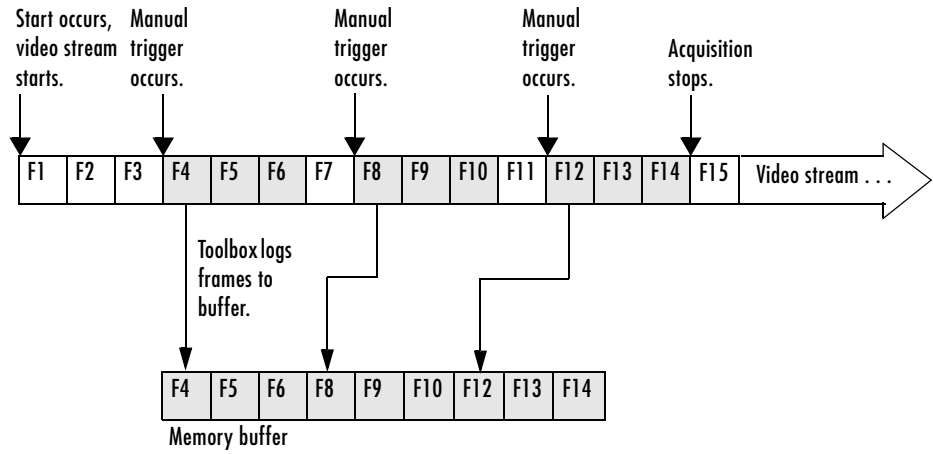 Start occurs,
video stream
starts.
Manual
trigger
occurs.
Manual
trigger
occurs.
Manual
trigger
occurs.
Acquisition
stops.
F1 F2 F3 F4 F5 F6 F7 F8 F9 F10 F11 F12 F13 F14 F15 Video stream . . .
Toolbox logs
frames to
buffer.
F4 F5 F6 F8 F9 F10 F12 F13 F14
Memory buffer